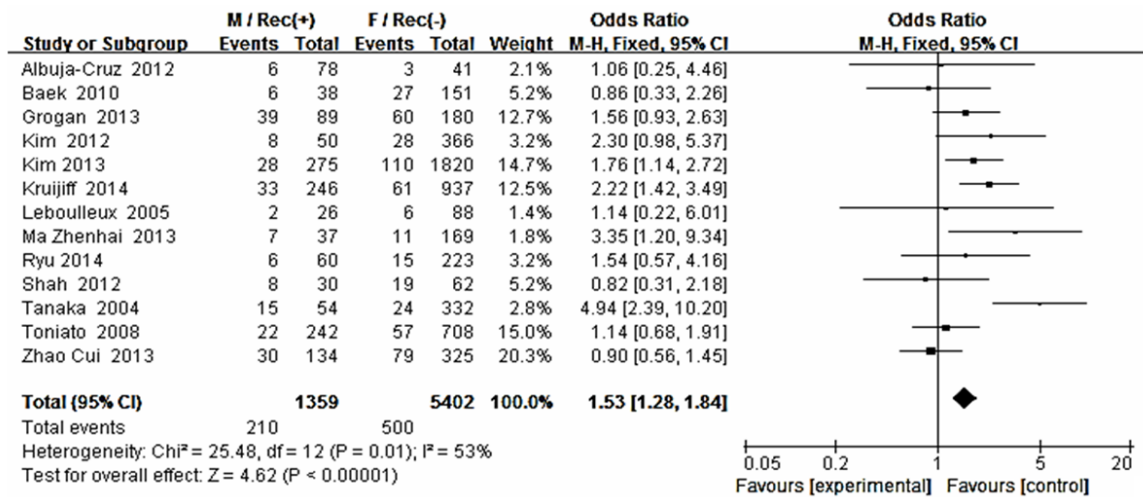 M / Rec(+) F / Rec(-) Odds Ratio Odds Ratio
Study or Subgroup Events Total Events Total Weight M-H, Fixed, 95% CI M-H, Fixed, 95% CI
Albuja-Cruz 2012 6 78 3 41 2.1% 1.06 [0.25, 4.46]
Baek 2010 6 38 27 151 5.2% 0.86 [0.33, 2.26]
Grogan 2013 39 89 60 180 12.7% 1.56 [0.93, 2.63]
Kim 2012 8 50 28 366 3.2% 2.30 [0.98, 5.37]
Kim 2013 28 275 110 1820 14.7% 1.76 [1.14, 2.72]
Kruijiff 2014 33 246 61 937 12.5% 2.22 [1.42, 3.49]
Leboulleux 2005 2 26 6 88 1.4% 1.14 [0.22, 6.01]
Ma Zhenhai 2013 7 37 11 169 1.8% 3.35 [1.20, 9.34]
Ryu 2014 6 60 15 223 3.0% 1.54 [0.57, 4.16]
Shah 2012 8 30 19 62 5.2% 0.82 [0.31, 2.18]
Tanaka 2004 15 54 24 332 2.8% 4.94 [2.39, 10.20]
Toniato 2008 22 242 57 708 15.0% 1.14 [0.68, 1.91]
Zhao Cui 2013 30 134 79 325 20.3% 0.90 [0.56, 1.45]
Total (95% CI) 1359 5402 100.0% 1.53 [1.28, 1.84]
Total events 210 500
Heterogeneity: Chi² = 25.48, df = 12 (P = 0.01); I² = 53%
Test for overall effect: Z = 4.62 (P < 0.00001)
0.05 0.2 1 5 20
Favours [experimental] Favours [control]